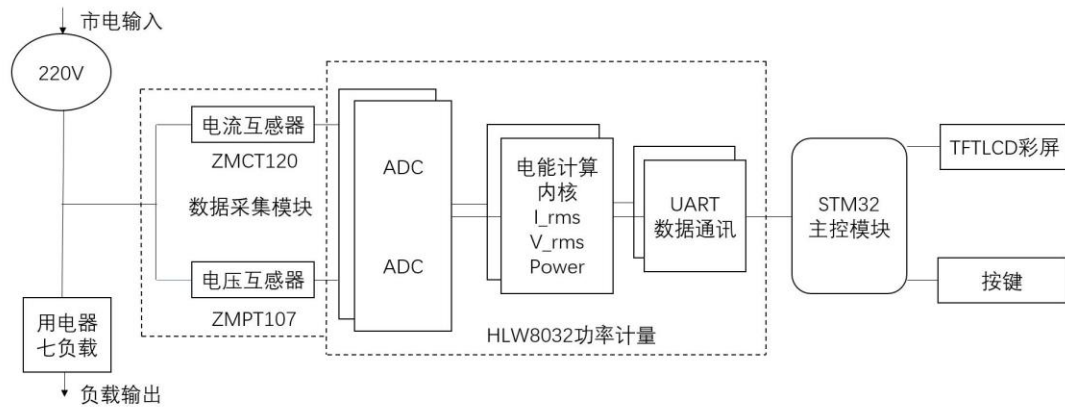 市电输入
220V
电流互感器
ZMCT120
数据采集模块
电压互感器
ZMPT107
用电器
七负载
负载输出
ADC
ADC
电能计算
内核
I_rms
V_rms
Power
UART
数据通讯
HLW8032功率计量
STM32
主控模块
TFTLCD彩屏
按键